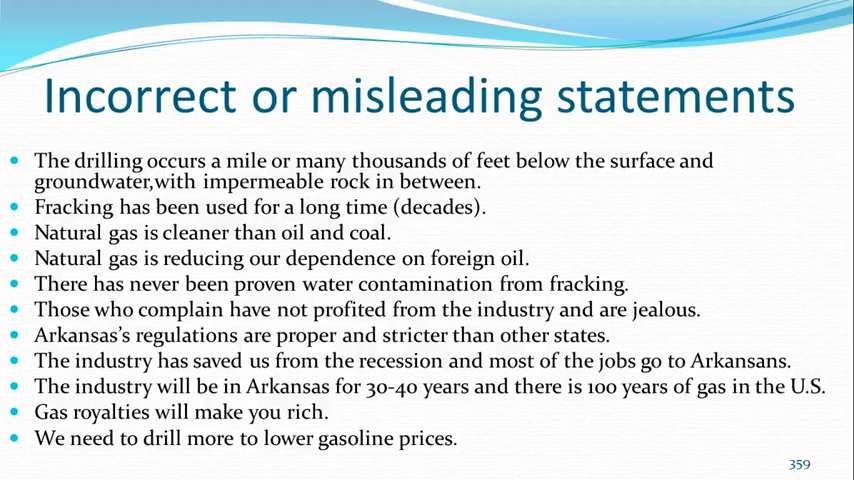 Incorrect or misleading statements
• The drilling occurs a mile or many thousands of feet below the surface and
groundwater,with impermeable rock in between.
• Fracking has been used for a long time (decades).
• Natural gas is cleaner than oil and coal.
• Natural gas is reducing our dependence on foreign oil.
• There has never been proven water contamination from fracking.
• Those who complain have not profited from the industry and are jealous.
• Arkansas's regulations are proper and stricter than other states.
• The industry has saved us from the recession and most of the jobs go to Arkansans.
• The industry will be in Arkansas for 30-40 years and there is 100 years of gas in the U.S.
• Gas royalties will make you rich.
• We need to drill more to lower gasoline prices.
359